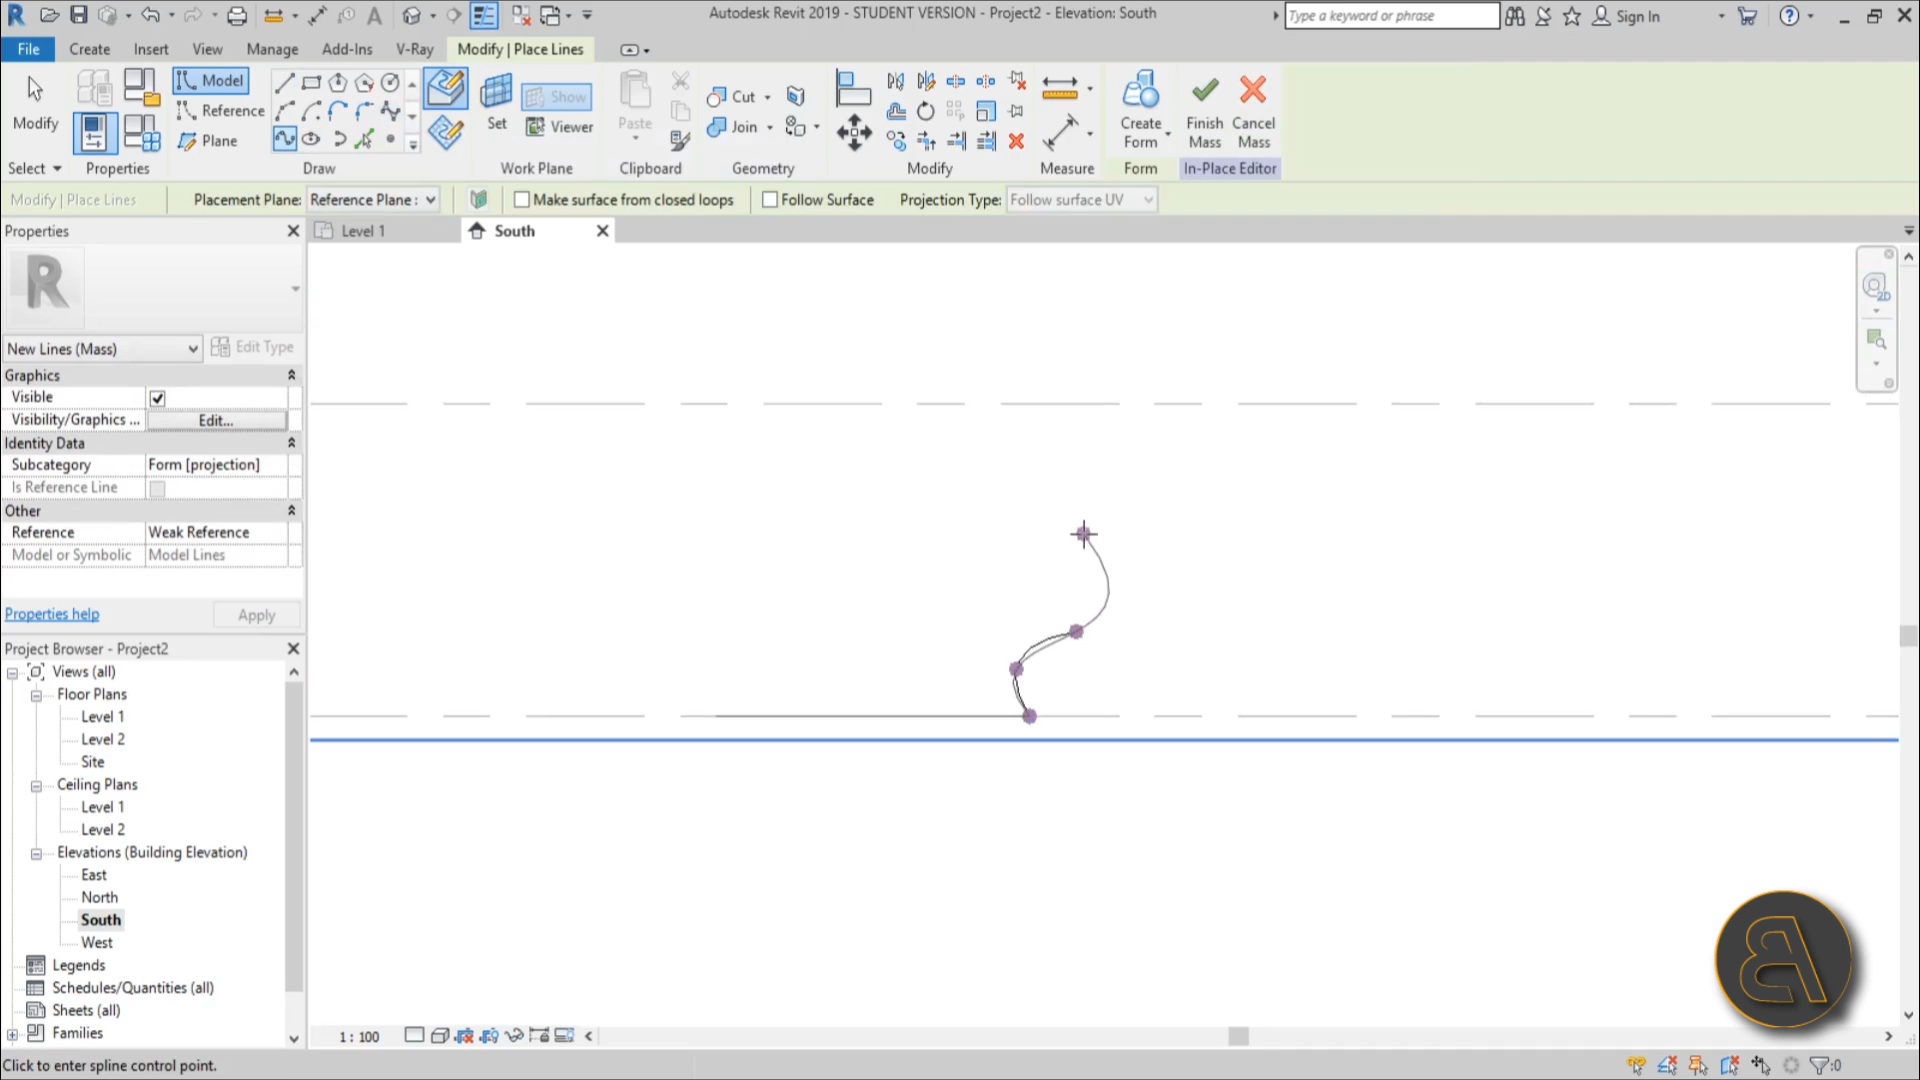 Autodesk Revit 2019 - STUDENT VERSION - Project2 - Elevation: South
Type a keyword or phrase
Sign In
File
Create
Insert
View
Manage
Add-Ins
V-Ray
Modify | Place Lines
Modify
Model
Reference
Plane
Set
Show
Viewer
Paste
Cut
Join
Create Form
Finish Mass
Cancel Mass
Select
Properties
Draw
Work Plane
Clipboard
Geometry
Modify
Measure
Form
In-Place Editor
Modify | Place Lines
Placement Plane:
Reference Plane :
Make surface from closed loops
Follow Surface
Projection Type:
Follow surface UV
Properties
Level 1
South
R
New Lines (Mass)
Edit Type
Graphics
Visible
Visibility/Graphics ...
Edit...
Identity Data
Subcategory
Form [projection]
Is Reference Line
Other
Reference
Weak Reference
Model or Symbolic
Model Lines
Properties help
Apply
Project Browser - Project2
Views (all)
Floor Plans
Level 1
Level 2
Site
Ceiling Plans
Level 1
Level 2
Elevations (Building Elevation)
East
North
South
West
Legends
Schedules/Quantities (all)
Sheets (all)
Families
2D
1 : 100
Click to enter spline control point.
:0